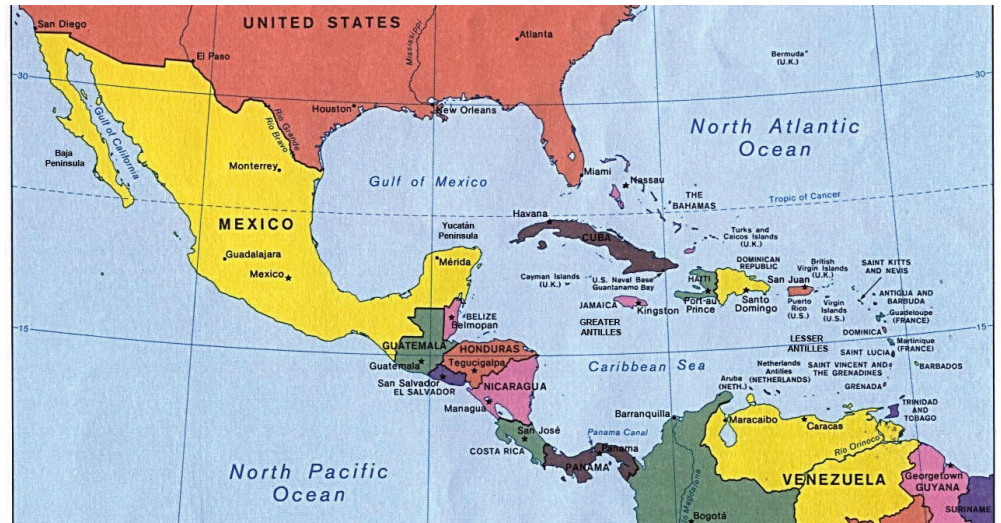 UNITED STATES
San Diego
El Paso
Mississippi
Atlanta
Bermuda
(U.K.)
30
30
Houston
New Orleans
Rio Grande
Rio Bravo
Gulf of California
Baja
Peninsula
Monterrey
North Atlantic
Ocean
Gulf of Mexico
Miami
Nassau
THE
BAHAMAS
Tropic of Cancer
MEXICO
Havana
CUBA
Yucatán
Peninsula
Turks and
Caicos Islands
(U.K.)
Guadalajara
Mexico
Mérida
Cayman Islands
(U.K.)
U.S. Naval Base
Guantanamo Bay
HAITI
DOMINICAN
REPUBLIC
San Juan
British
Virgin Islands
(U.K.)
SAINT KITTS
AND NEVIS
JAMAICA
Kingston
Port-au
Prince
Santo
Domingo
Puerto
Rico
(U.S.)
Virgin
Islands
(U.S.)
ANTIGUA AND
BARBUDA
Guadeloupe
(FRANCE)
GREATER
ANTILLES
BELIZE
Belmopan
15
15
DOMINICA
LESSER
ANTILLES
Martinique
(FRANCE)
GUATEMALA
Guatemala
HONDURAS
Tegucigalpa
Caribbean Sea
SAINT LUCIA
Netherlands
Antilles
(NETHERLANDS)
SAINT VINCENT AND
THE GRENADINES
BARBADOS
San Salvador
EL SALVADOR
NICARAGUA
Aruba
(NETH.)
GRENADA
Managua
Barranquilla
Maracaibo
Caracas
TRINIDAD
AND
TOBAGO
San José
COSTA RICA
Panama Canal
Panama
PANAMA
Rio Orinoco
North Pacific
Ocean
VENEZUELA
Georgetown
GUYANA
Magdalena
Bogotá
SURINAME